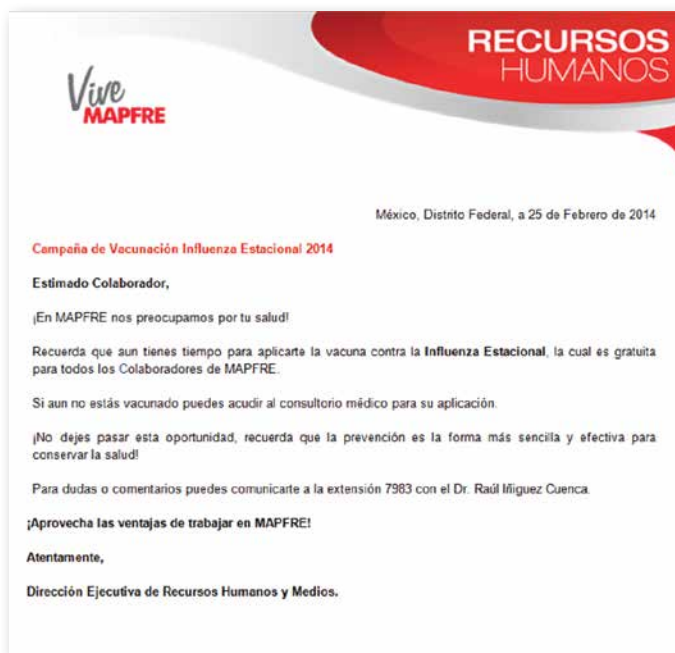 RECURSOS
HUMANOS
Vive
MAPFRE
México, Distrito Federal, a 25 de Febrero de 2014
Campaña de Vacunación Influenza Estacional 2014
Estimado Colaborador,
¡En MAPFRE nos preocupamos por tu salud!
Recuerda que aun tienes tiempo para aplicarte la vacuna contra la Influenza Estacional, la cual es gratuita
para todos los Colaboradores de MAPFRE.
Si aun no estás vacunado puedes acudir al consultorio médico para su aplicación.
¡No dejes pasar esta oportunidad, recuerda que la prevención es la forma más sencilla y efectiva para
conservar la salud!
Para dudas o comentarios puedes comunicarte a la extensión 7983 con el Dr. Raúl Iñiguez Cuenca.
¡Aprovecha las ventajas de trabajar en MAPFRE!
Atentamente,
Dirección Ejecutiva de Recursos Humanos y Medios.